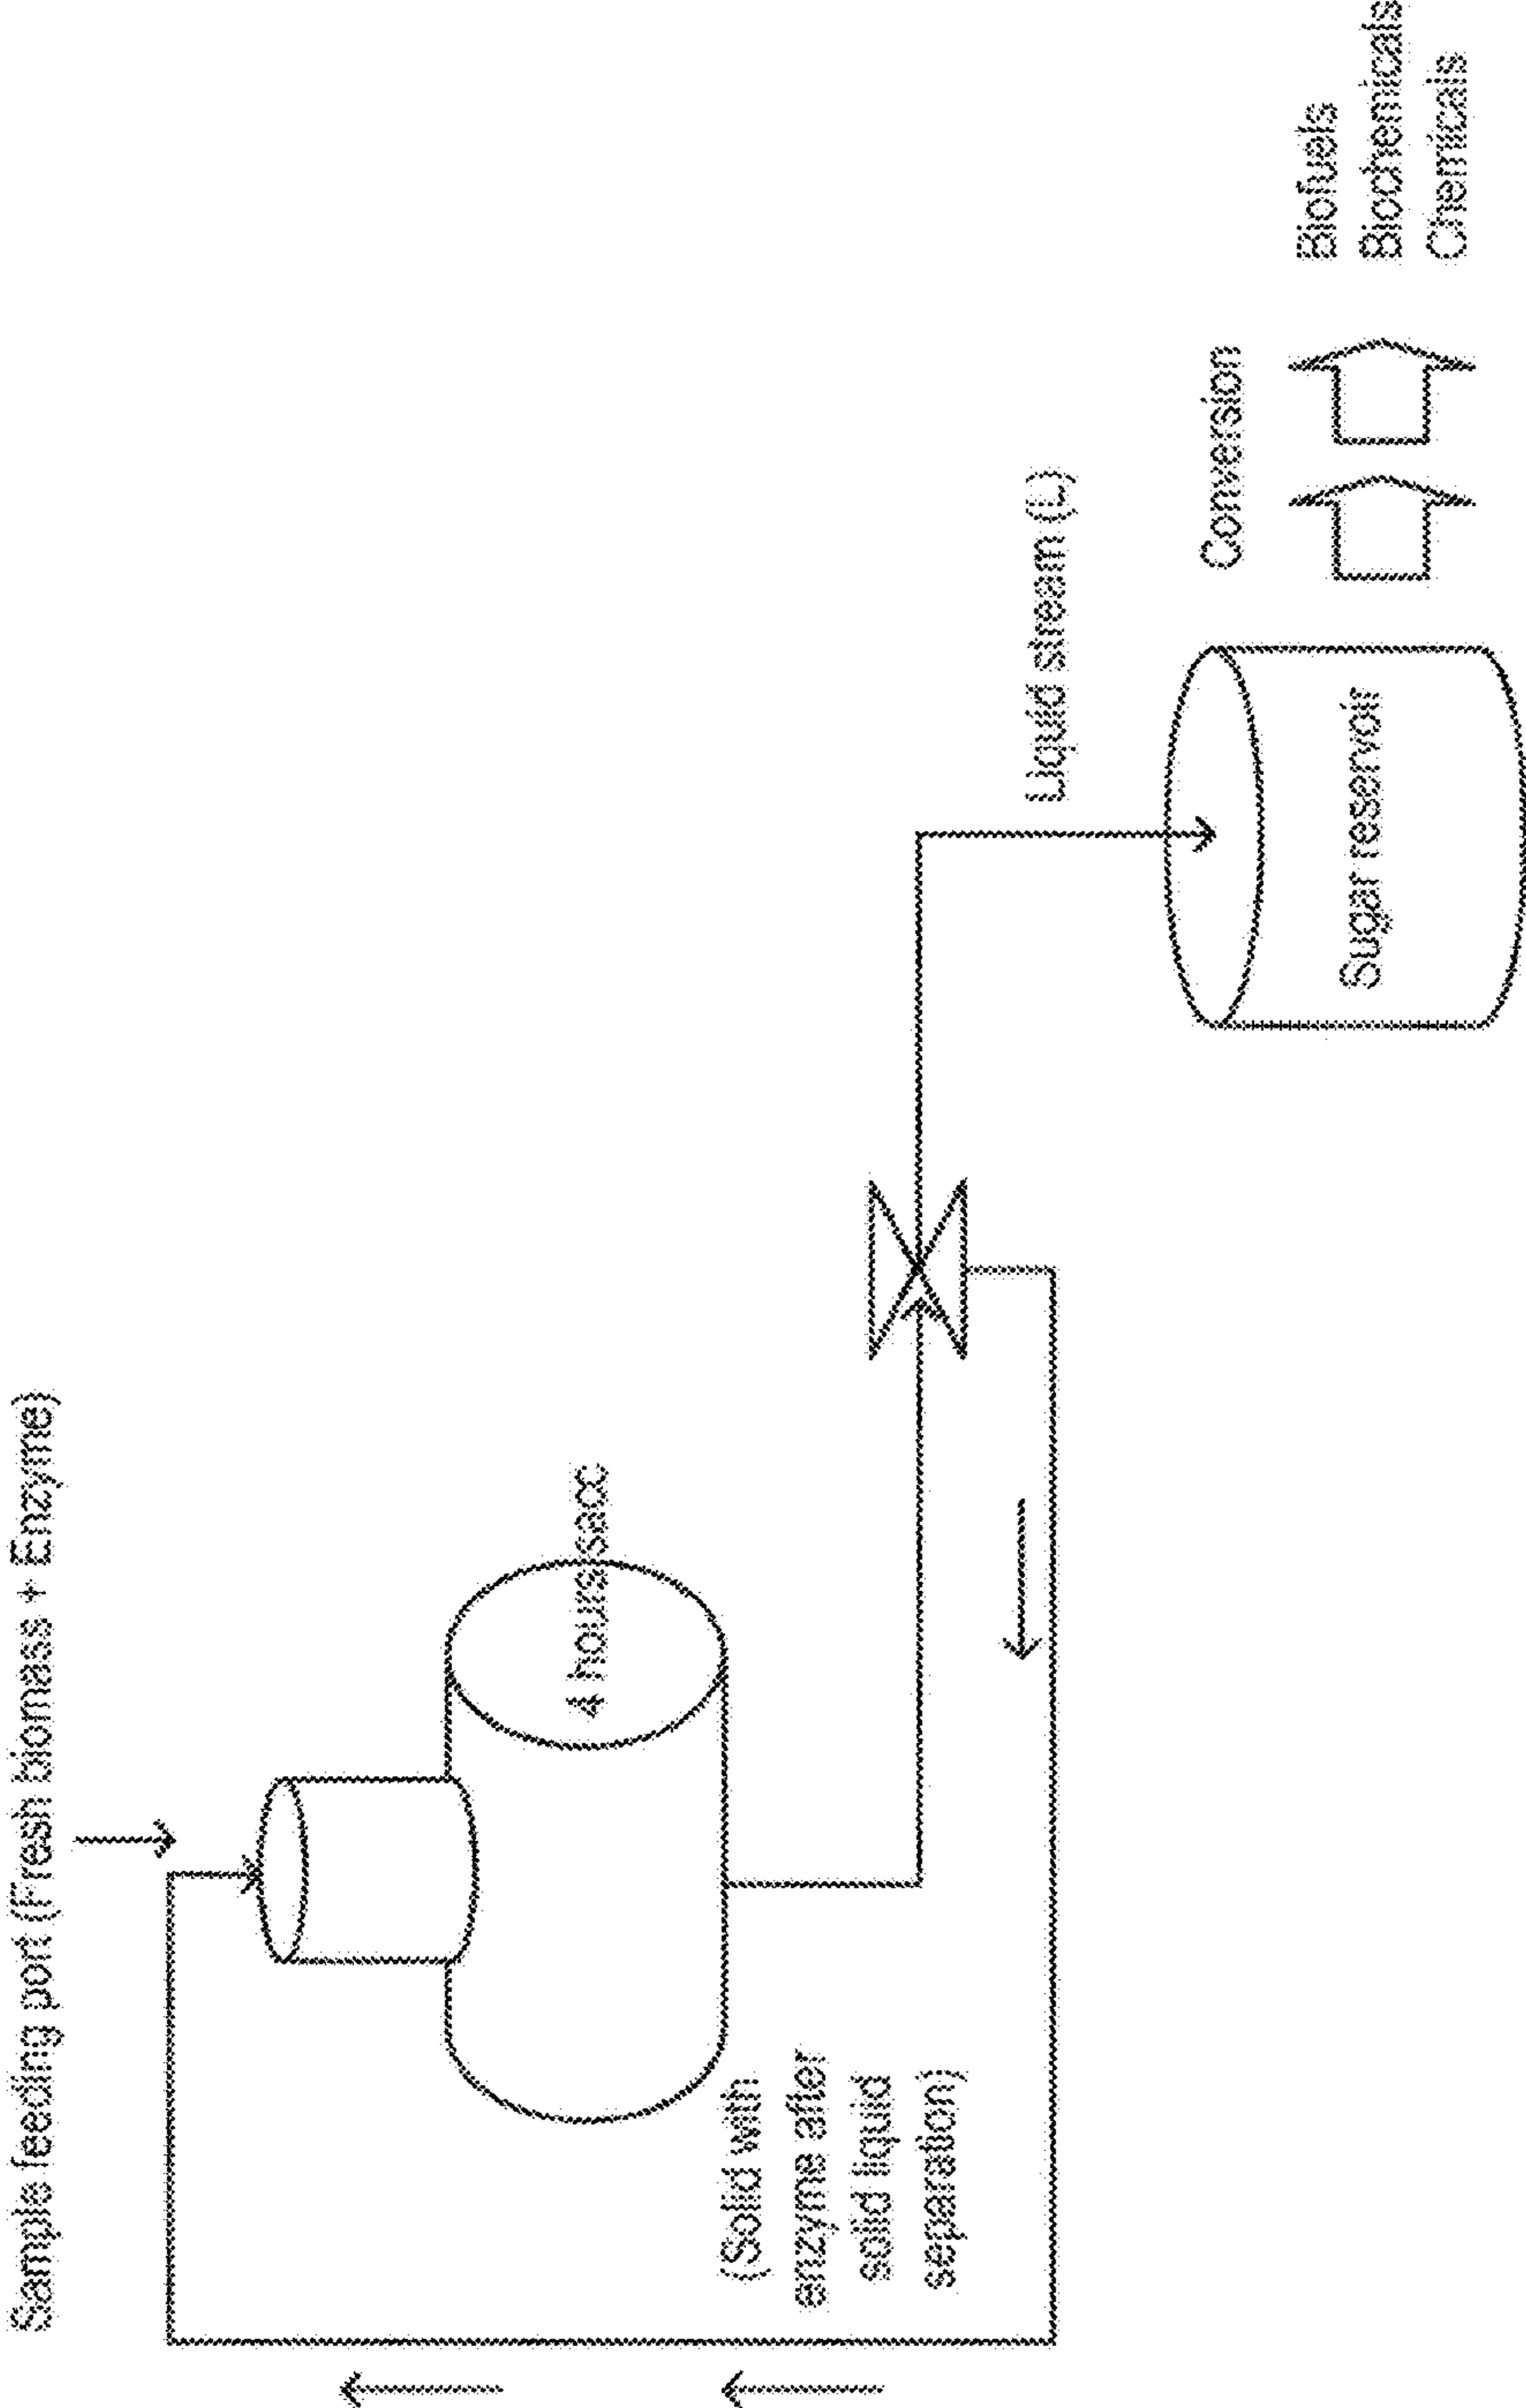 Sample feeding port (Fresh biomass + Enzyme)
4 hours sacc
(Solid with
enzyme after
solid liquid
separation)
Liquid stream (L)
Sugar reservoir
Conversion
Biofuels
Biochemicals
Chemicals